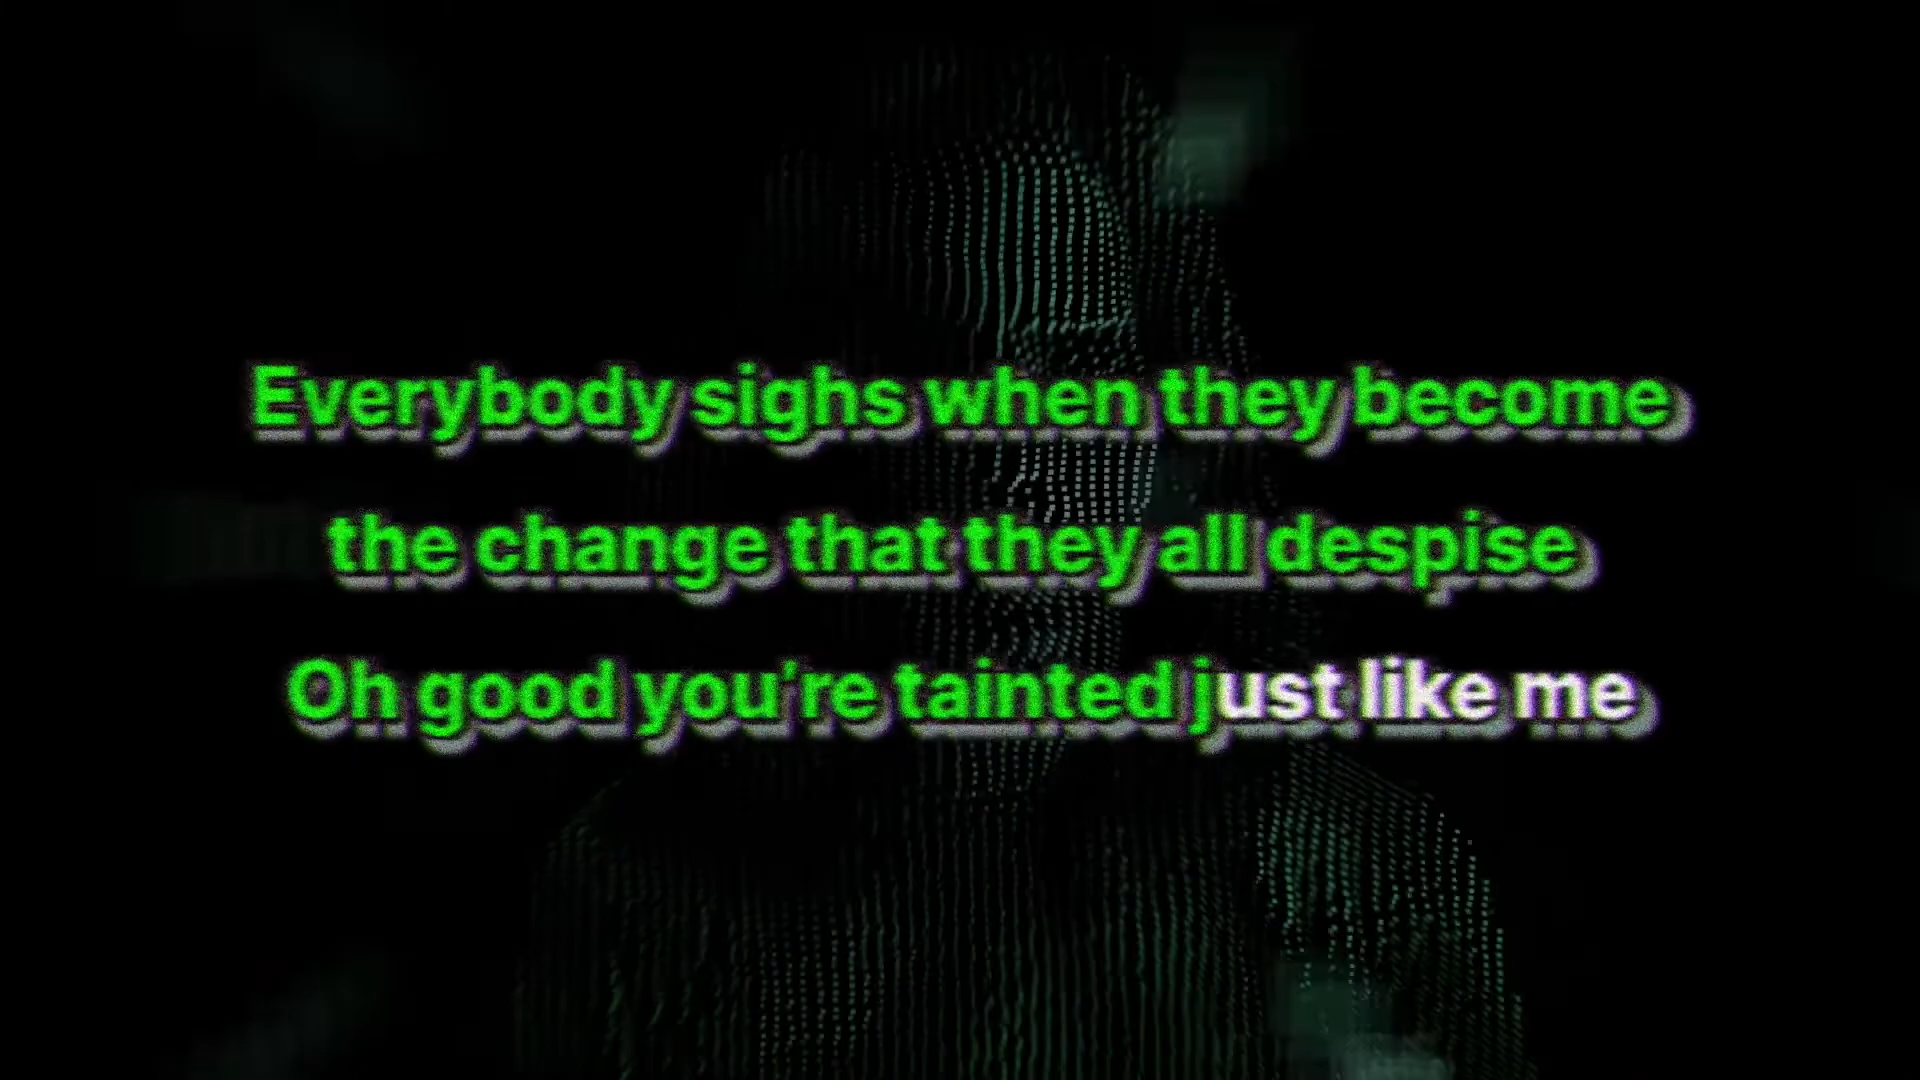 Everybody sighs when they become
the change that they all despise
Oh good you're tainted just like me